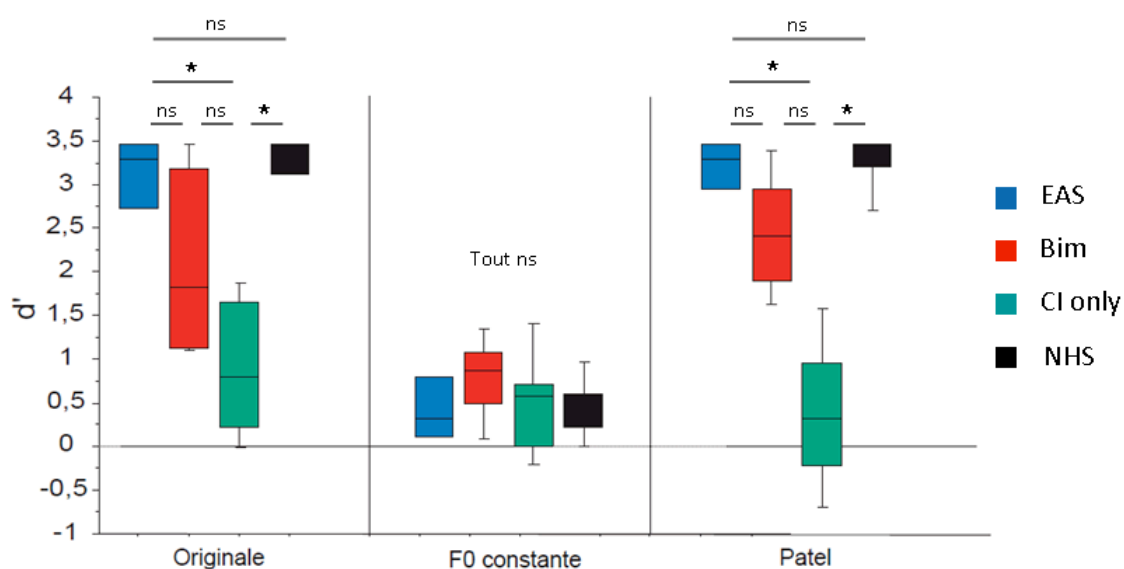 ns
ns
*
*
ns
ns
*
ns
ns
*
4
3,5
3
2,5
2
1,5
1
0,5
0
-0,5
-1
d'
Tout ns
EAS
Bim
CI only
NHS
Originale
F0 constante
Patel